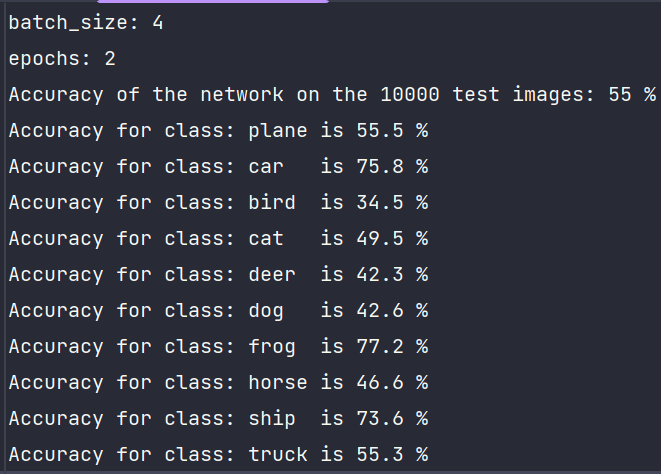 batch_size: 4
epochs: 2
Accuracy of the network on the 10000 test images: 55 %
Accuracy for class: plane is 55.5 %
Accuracy for class: car   is 75.8 %
Accuracy for class: bird  is 34.5 %
Accuracy for class: cat   is 49.5 %
Accuracy for class: deer  is 42.3 %
Accuracy for class: dog   is 42.6 %
Accuracy for class: frog  is 77.2 %
Accuracy for class: horse is 46.6 %
Accuracy for class: ship  is 73.6 %
Accuracy for class: truck is 55.3 %